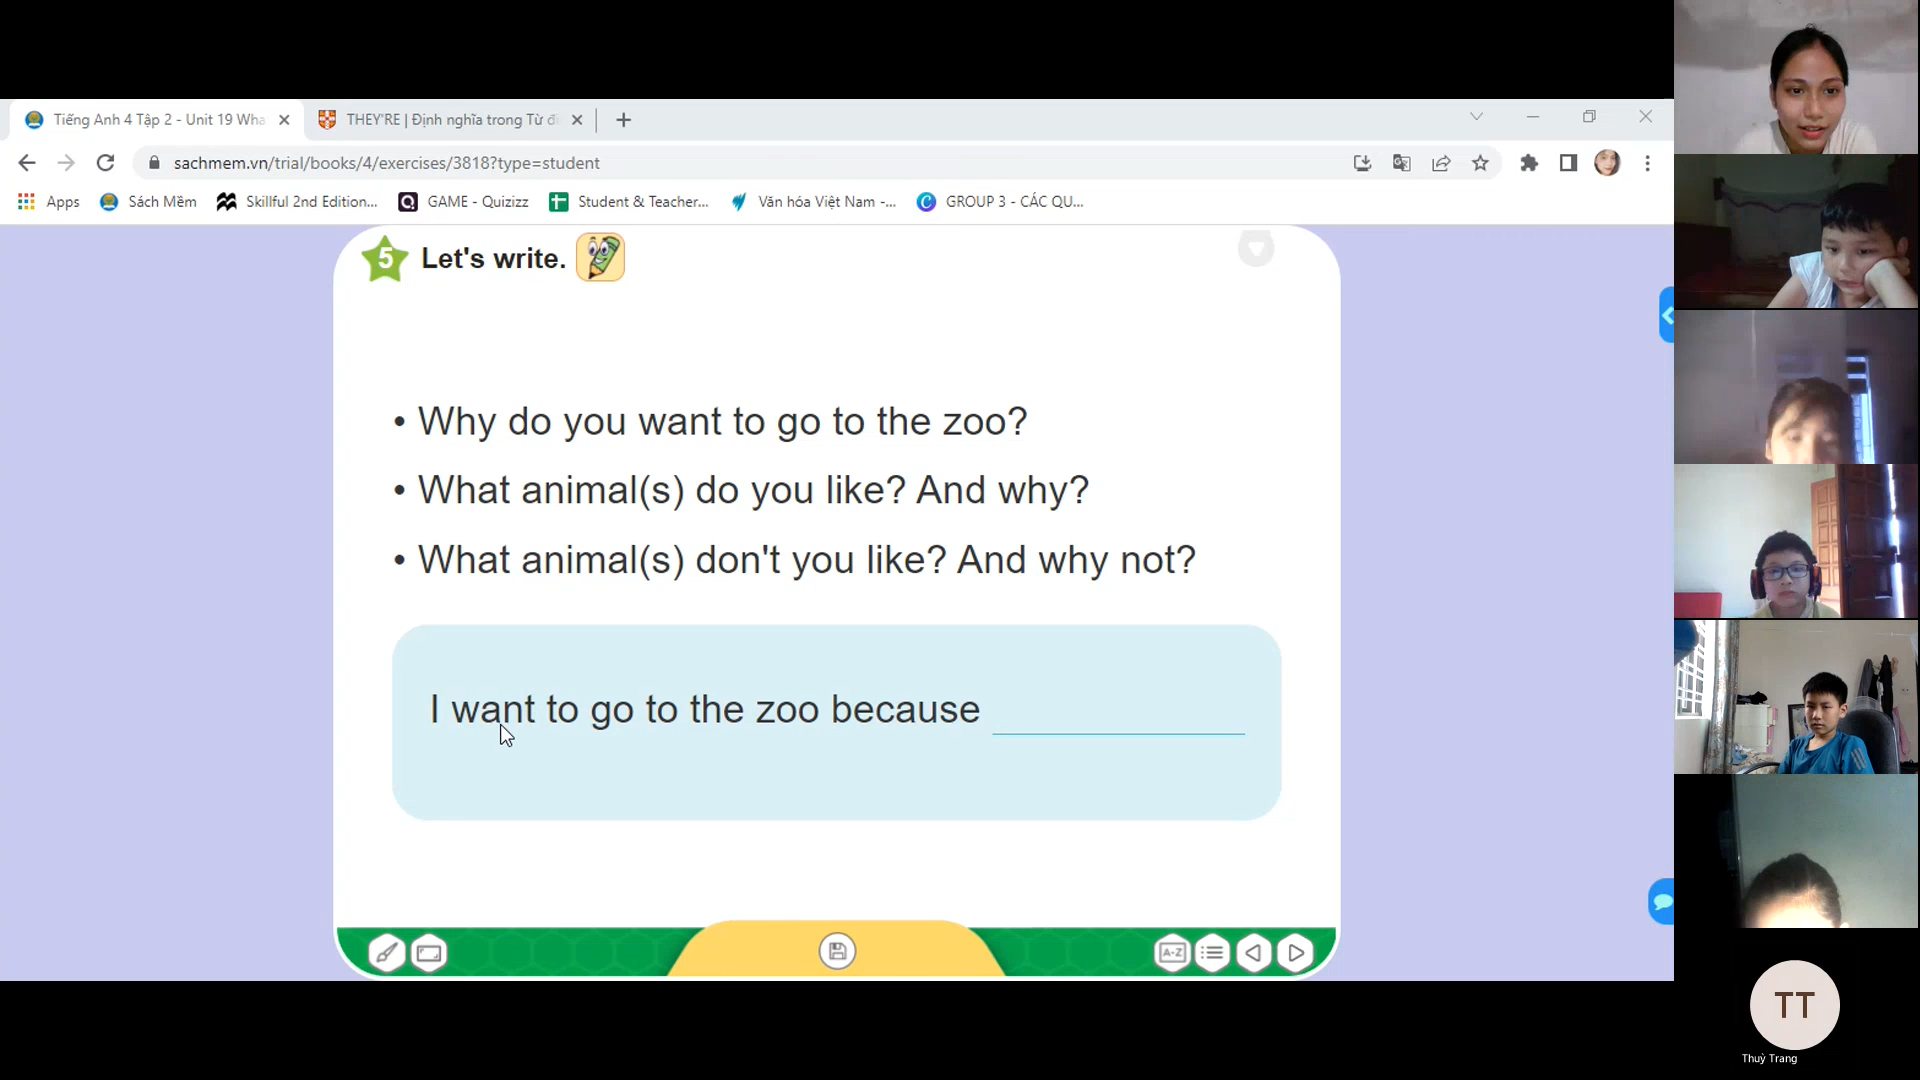 Tiếng Anh 4 Tập 2 - Unit 19 Wha
THEY'RE | Định nghĩa trong Từ đi
sachmem.vn/trial/books/4/exercises/3818?type=student
Apps
Sách Mềm
Skillful 2nd Edition...
GAME - Quizizz
Student & Teacher...
Văn hóa Việt Nam -...
GROUP 3 - CÁC QU...
5 Let's write.
• Why do you want to go to the zoo?
• What animal(s) do you like? And why?
• What animal(s) don't you like? And why not?
I want to go to the zoo because
A-Z
TT
Thuỳ Trang